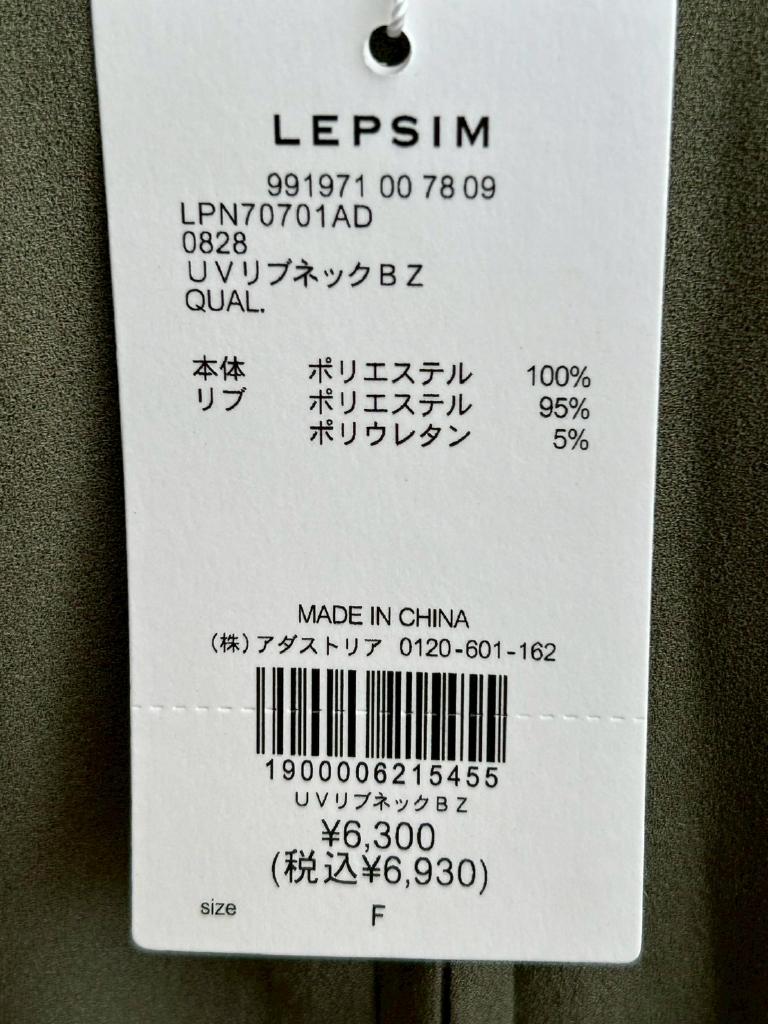 LEPSIM
991971 00 78 09
LPN70701AD
0828
UVリブネックBZ
QUAL.
本体 ポリエステル 100%
リブ ポリエステル 95%
ポリウレタン 5%
MADE IN CHINA
(株)アダストリア 0120-601-162
1900006215455
UVリブネックBZ
¥6,300
(税込¥6,930)
size F